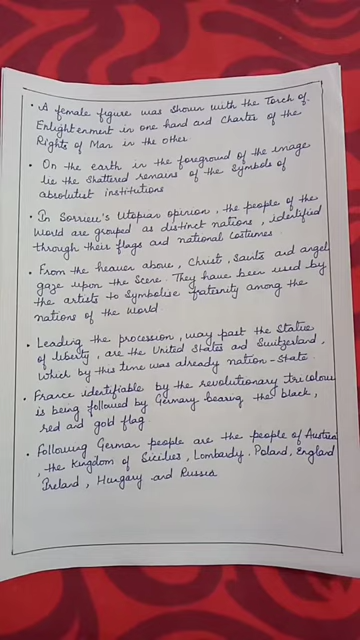 • A female figure was shown with the Torch of
Enlightenment in one hand and Charter of the
Rights of Man in the other
• On the earth in the foreground of the image
lie the shattered remains of the symbols of
absolutist institutions
• In Sorrieu's Utopian opinion, the people of the
world are grouped as distinct nations, identified
through their flags and national costumes.
• From the heaven above, Christ, Saints and angel
gaze upon the scene. They have been used by
the artists to symbolise fraternity among the
nations of the world
• Leading the procession, way past the Statue
of liberty, are the United States and Switzerland,
which by this time was already nation-state.
• France identifiable by the revolutionary tricolour
is being followed by Germany bearing the black,
red and gold flag
• Following German people are the people of Austria
, the Kingdom of Sicilies, Lombardy, Poland, England
Ireland, Hungary and Russia